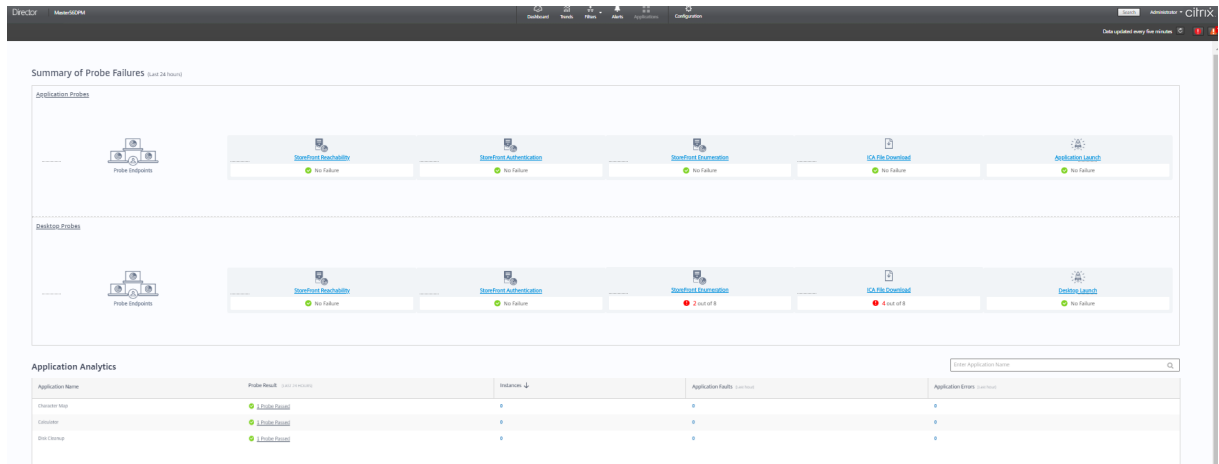 Director Master56DPM Dashboard Trends Filters Alerts Applications Configuration Search Administrator citrix
Data updated every five minutes
Summary of Probe Failures (Last 24 hours)
Application Probes
Probe Endpoints
StoreFront Reachability StoreFront Authentication StoreFront Enumeration ICA File Download Application Launch
No Failure No Failure No Failure No Failure No Failure
Desktop Probes
Probe Endpoints
StoreFront Reachability StoreFront Authentication StoreFront Enumeration ICA File Download Desktop Launch
No Failure No Failure 2 out of 8 4 out of 8 No Failure
Application Analytics Enter Application Name
Application Name Probe Result Instances Application Faults Application Errors
Character Map 1 Probe Passed 0 0 0
Calculator 1 Probe Passed 0 0 0
Disk Cleanup 1 Probe Passed 0 0 0